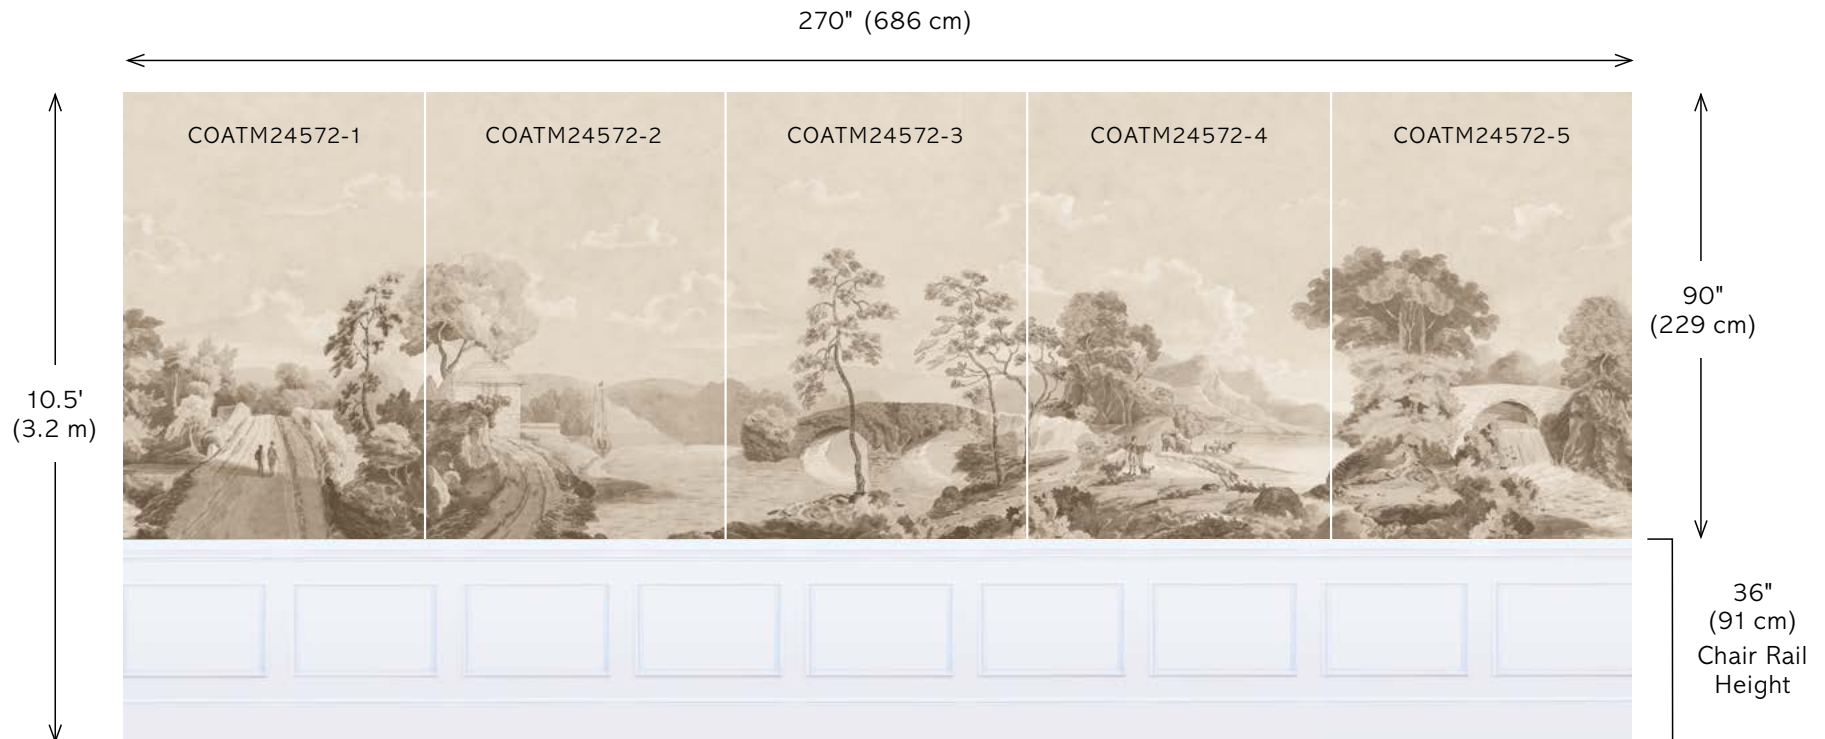 270" (686 cm)
COATM24572-1
COATM24572-2
COATM24572-3
COATM24572-4
COATM24572-5
10.5'
(3.2 m)
90"
(229 cm)
36"
(91 cm)
Chair Rail
Height